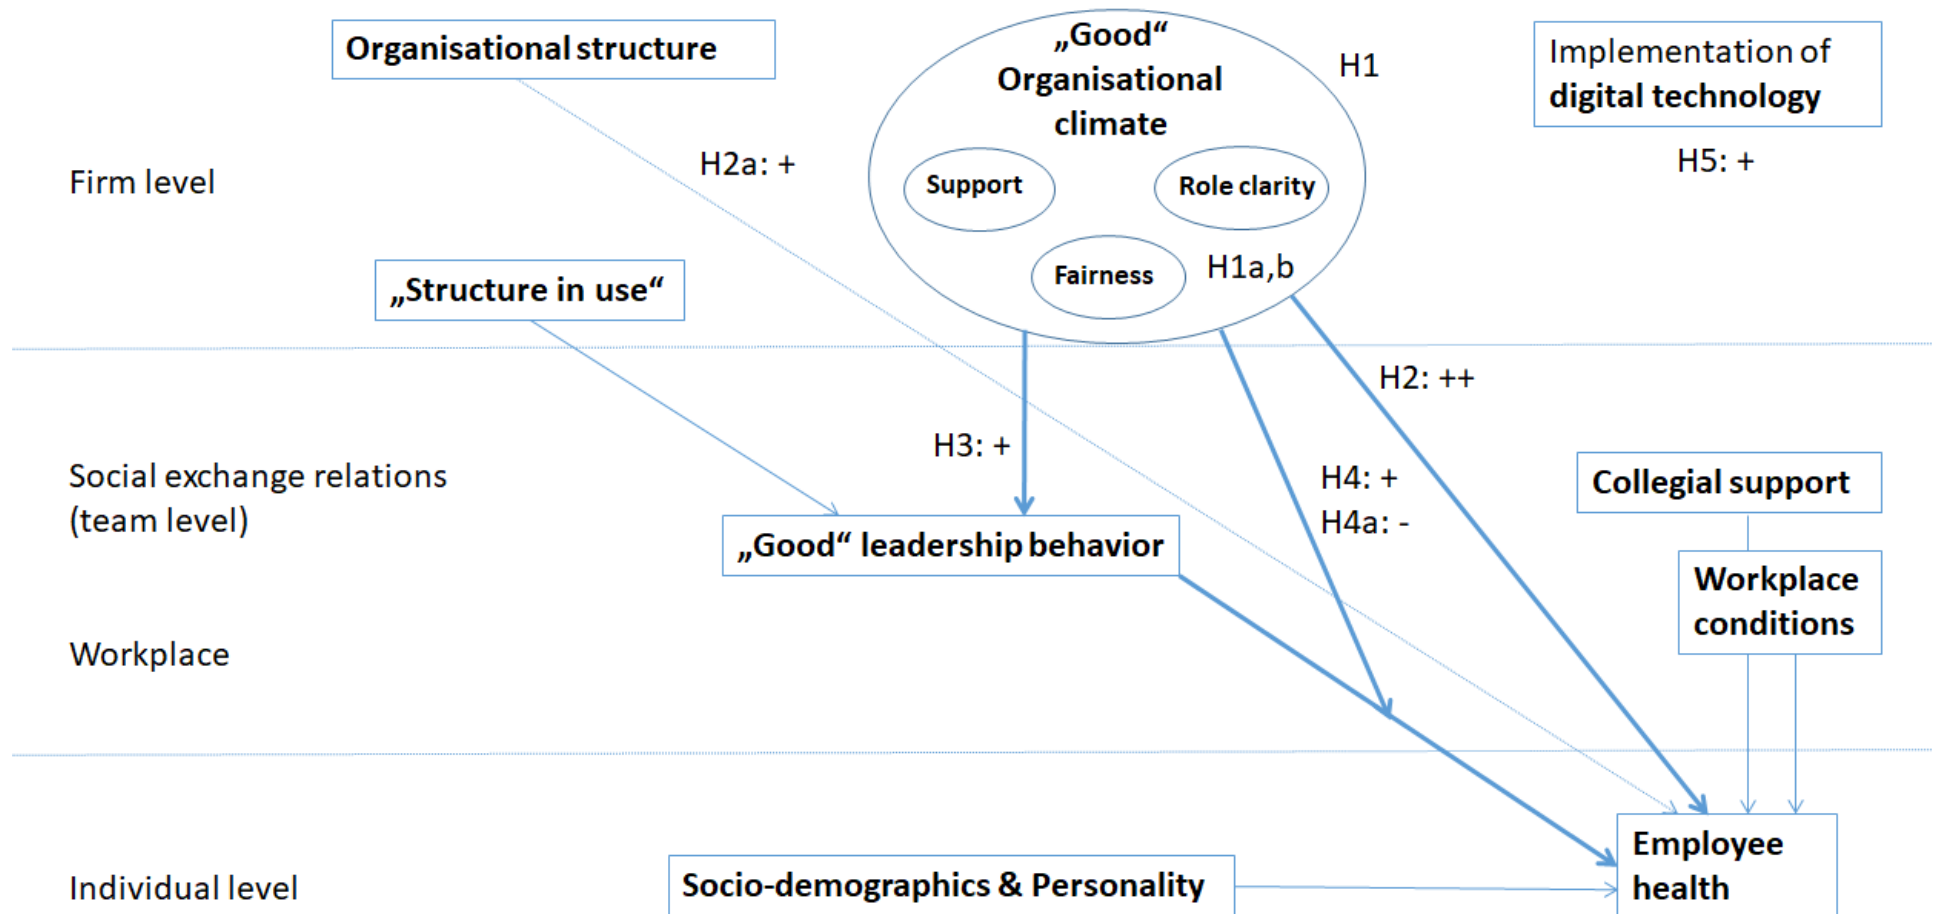 Organisational structure
„Good“
Organisational
climate
H1
Implementation of
digital technology
H5: +
H2a: +
Firm level
Support
Role clarity
Fairness
H1a,b
„Structure in use“
H2: ++
H3: +
Social exchange relations
(team level)
H4: +
H4a: -
Collegial support
„Good“ leadership behavior
Workplace
conditions
Workplace
Employee
health
Individual level
Socio-demographics & Personality